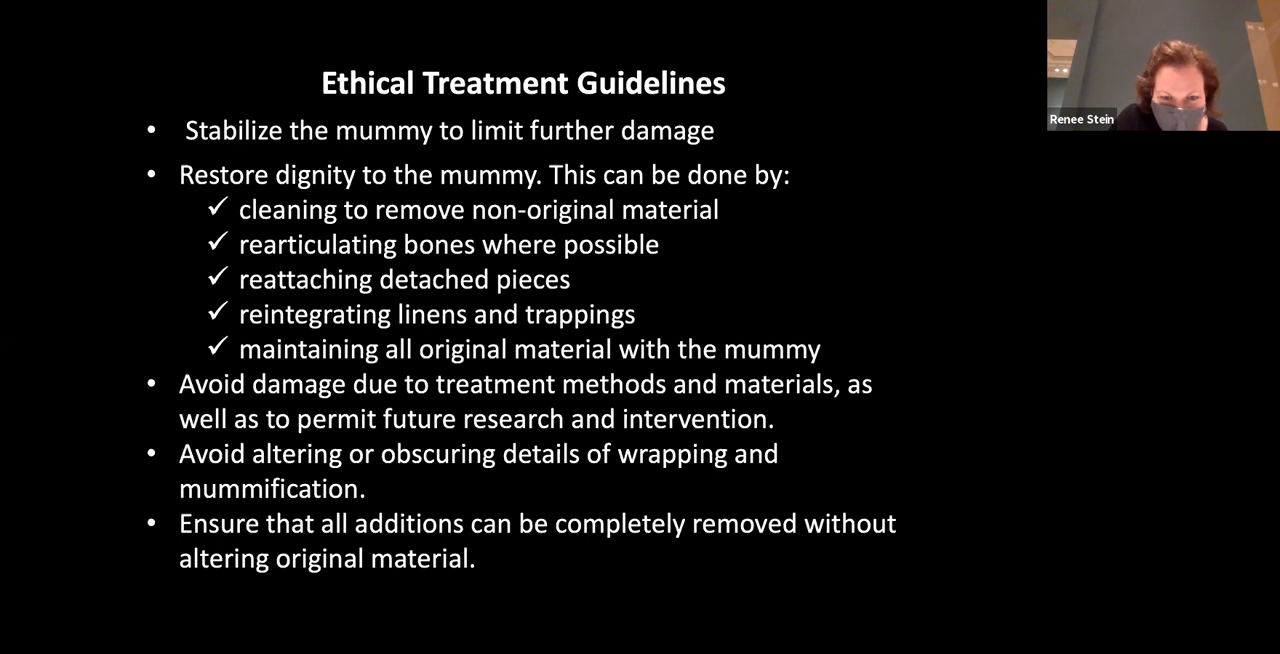 Ethical Treatment Guidelines
• Stabilize the mummy to limit further damage
• Restore dignity to the mummy. This can be done by:
✓ cleaning to remove non-original material
✓ rearticulating bones where possible
✓ reattaching detached pieces
✓ reintegrating linens and trappings
✓ maintaining all original material with the mummy
• Avoid damage due to treatment methods and materials, as
well as to permit future research and intervention.
• Avoid altering or obscuring details of wrapping and
mummification.
• Ensure that all additions can be completely removed without
altering original material.
Renee Stein